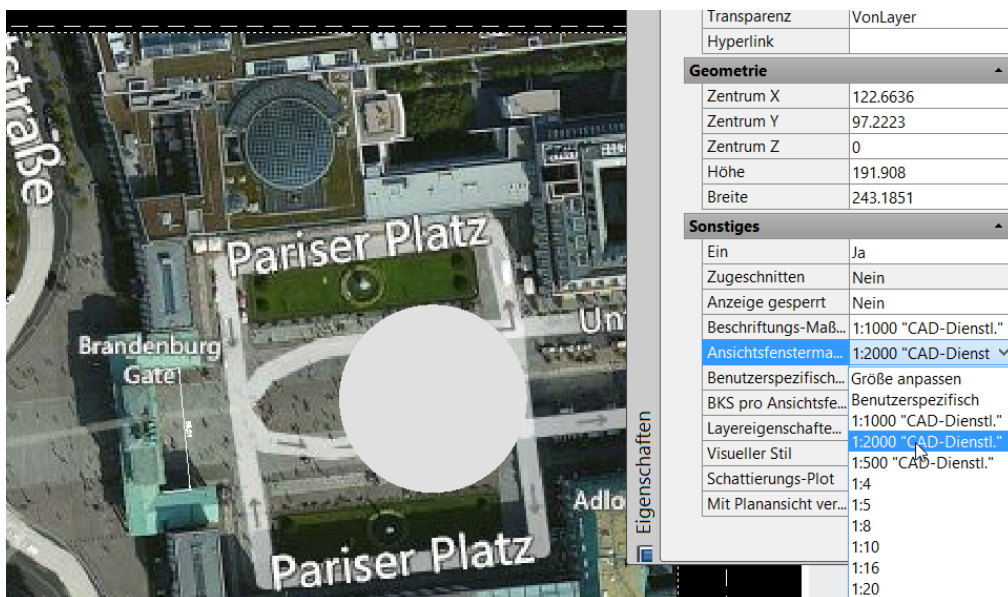 Transparenz VonLayer
Hyperlink
Geometrie
Zentrum X 122.6636
Zentrum Y 97.2223
Zentrum Z 0
Höhe 191.908
Breite 243.1851
Sonstiges
Ein Ja
Zugeschnitten Nein
Anzeige gesperrt Nein
Beschriftungs-Maß... 1:1000 "CAD-Dienstl."
Ansichtsfensterma... 1:2000 "CAD-Dienst
Benutzerspezifisch...
BKS pro Ansichtsfe...
Layereigenschafte...
Visueller Stil
Schattierungs-Plot
Mit Planansicht ver...
Größe anpassen
Benutzerspezifisch
1:1000 "CAD-Dienstl."
1:2000 "CAD-Dienstl."
1:500 "CAD-Dienstl."
1:4
1:5
1:8
1:10
1:16
1:20
Eigenschaften
straße
Pariser Platz
Un
Brandenburg
Gate
Adlo
Pariser Platz